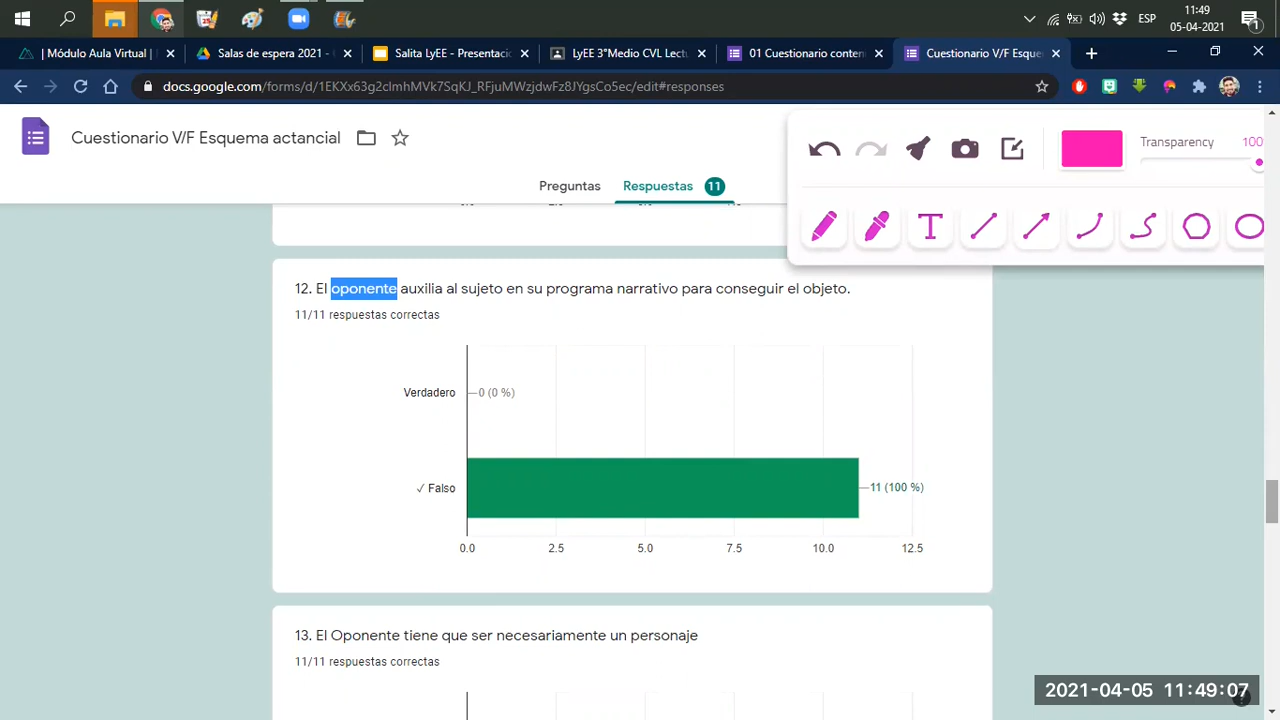 11:49
ESP
05-04-2021
| Módulo Aula Virtual |
Salas de espera 2021 -
Salita LyEE - Presentacio
LyEE 3°Medio CVL Lectu
01 Cuestionario conten
Cuestionario V/F Esque
docs.google.com/forms/d/1EKXx63g2clmRMVk7SqKJ_RFjuMWzjdwFz8JYgsCo5ec/edit#responses
Cuestionario V/F Esquema actancial
Transparency 100
Preguntas
Respuestas 11
T
12. El oponente auxilia al sujeto en su programa narrativo para conseguir el objeto.
11/11 respuestas correctas
Verdadero
0 (0 %)
✓ Falso
11 (100 %)
0.0 2.5 5.0 7.5 10.0 12.5
13. El Oponente tiene que ser necesariamente un personaje
11/11 respuestas correctas
2021-04-05 11:49:07